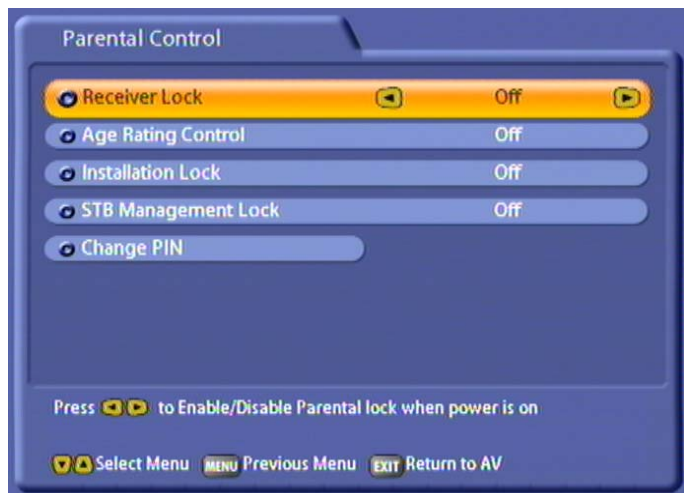 Parental Control
Receiver Lock Off
Age Rating Control Off
Installation Lock Off
STB Management Lock Off
Change PIN
Press to Enable/Disable Parental lock when power is on
Select Menu MENU Previous Menu EXIT Return to AV